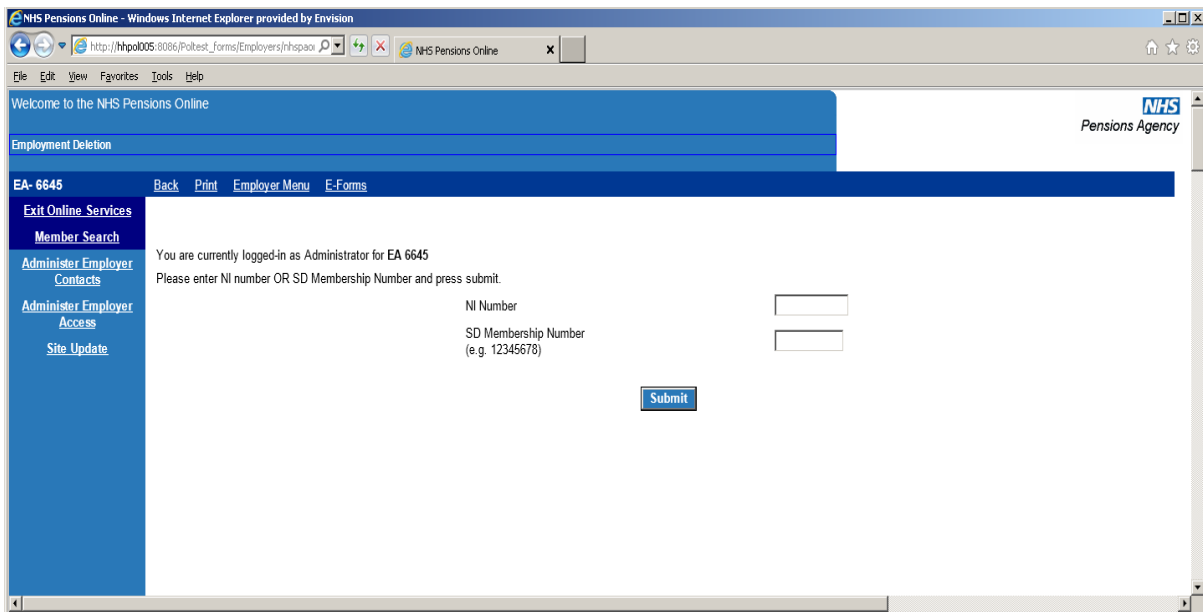 NHS Pensions Online - Windows Internet Explorer provided by Envision
http://hhpol005:8086/Poltest_forms/Employers/nhspaor
NHS Pensions Online
File Edit View Favorites Tools Help
Welcome to the NHS Pensions Online
NHS
Pensions Agency
Employment Deletion
EA- 6645 Back Print Employer Menu E-Forms
Exit Online Services
Member Search
Administer Employer
Contacts
Administer Employer
Access
Site Update
You are currently logged-in as Administrator for EA 6645
Please enter NI number OR SD Membership Number and press submit.
NI Number
SD Membership Number
(e.g. 12345678)
Submit